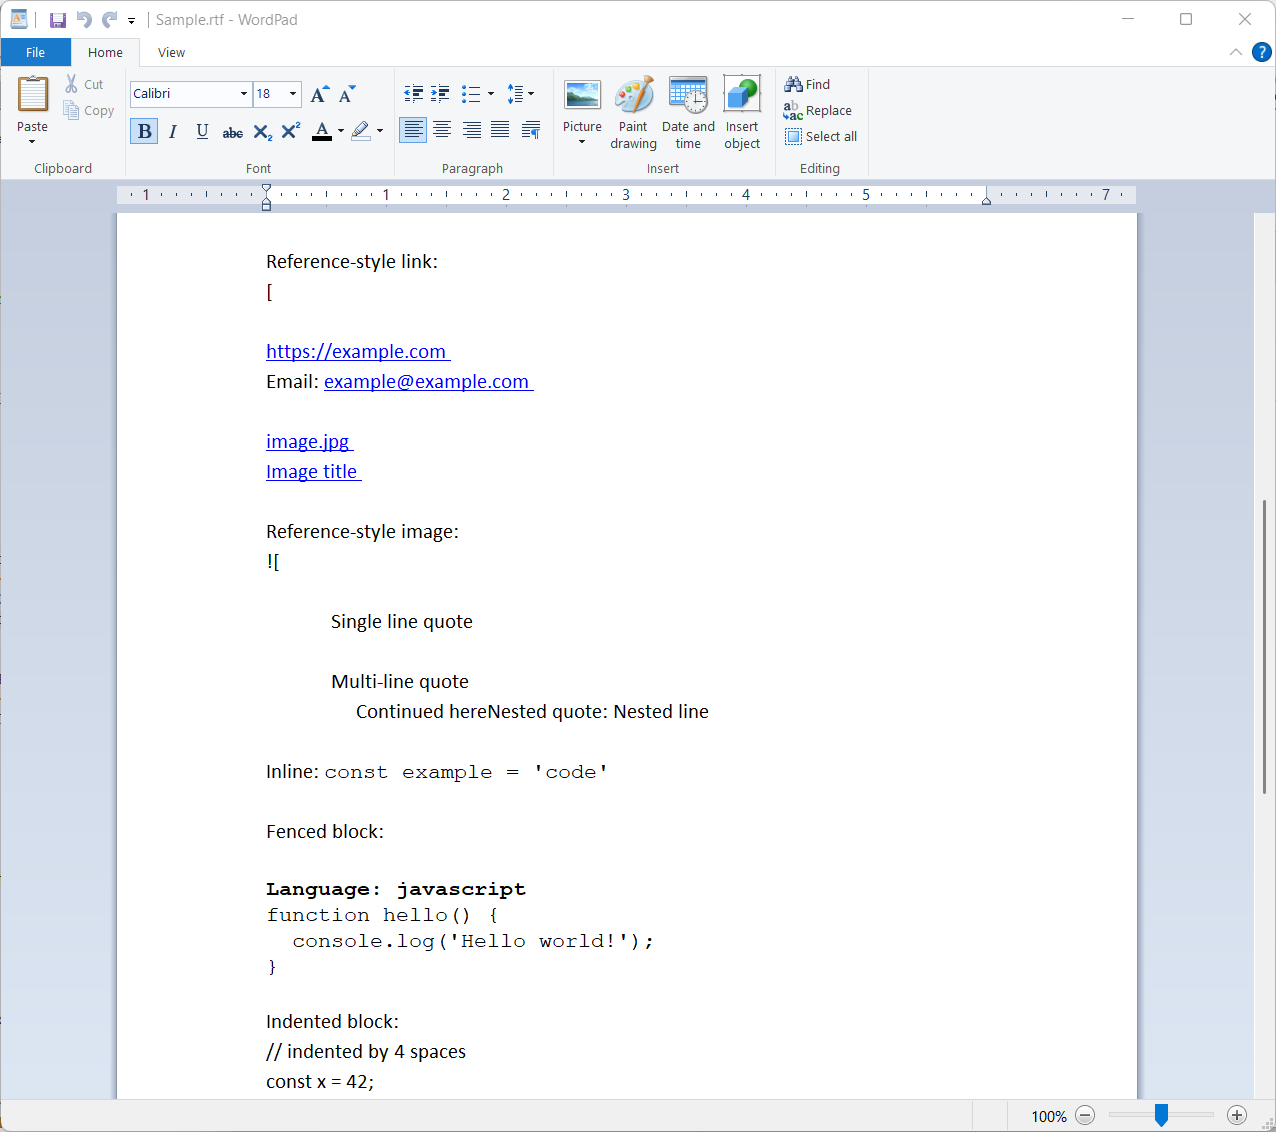 Sample.rtf - WordPad
File Home View
Paste
Cut
Copy
Clipboard
Calibri 18
B I U abc X₂ X² A
Font
Paragraph
Picture
Paint drawing
Date and time
Insert object
Insert
Find
Replace
Select all
Editing
1 1 2 3 4 5 7
Reference-style link:
[
https://example.com
Email: example@example.com
image.jpg
Image title
Reference-style image:
![
Single line quote
Multi-line quote
Continued hereNested quote: Nested line
Inline: const example = 'code'
Fenced block:
Language: javascript
function hello() {
  console.log('Hello world!');
}
Indented block:
// indented by 4 spaces
const x = 42;
100%